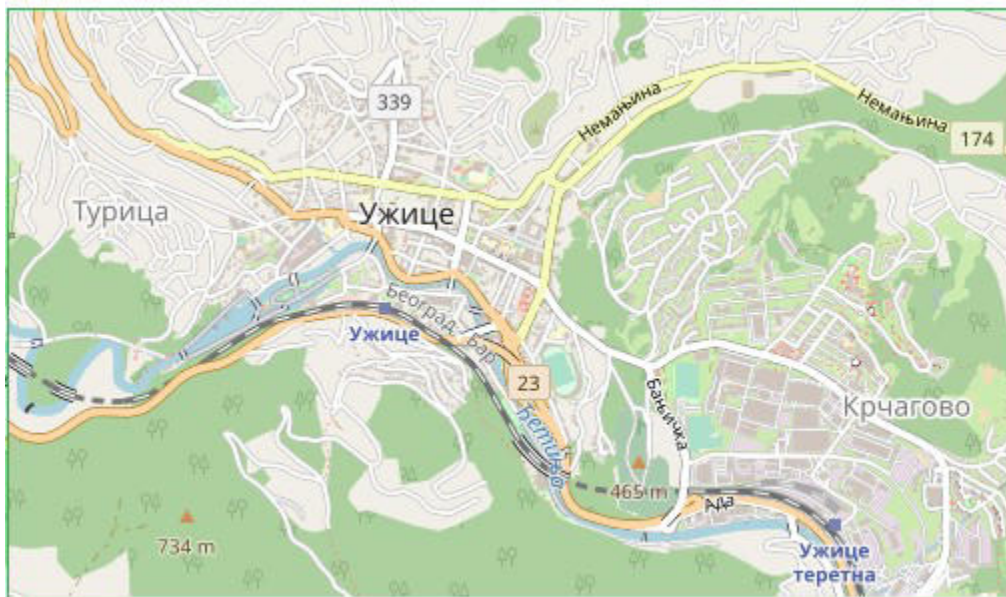 339
Немањина
Немањина
174
Турица
Ужице
Београд - Бар
Ужице
23
Бањичка
Крчагово
Ђетиња
465 m
Ада
734 m
Ужице
теретна